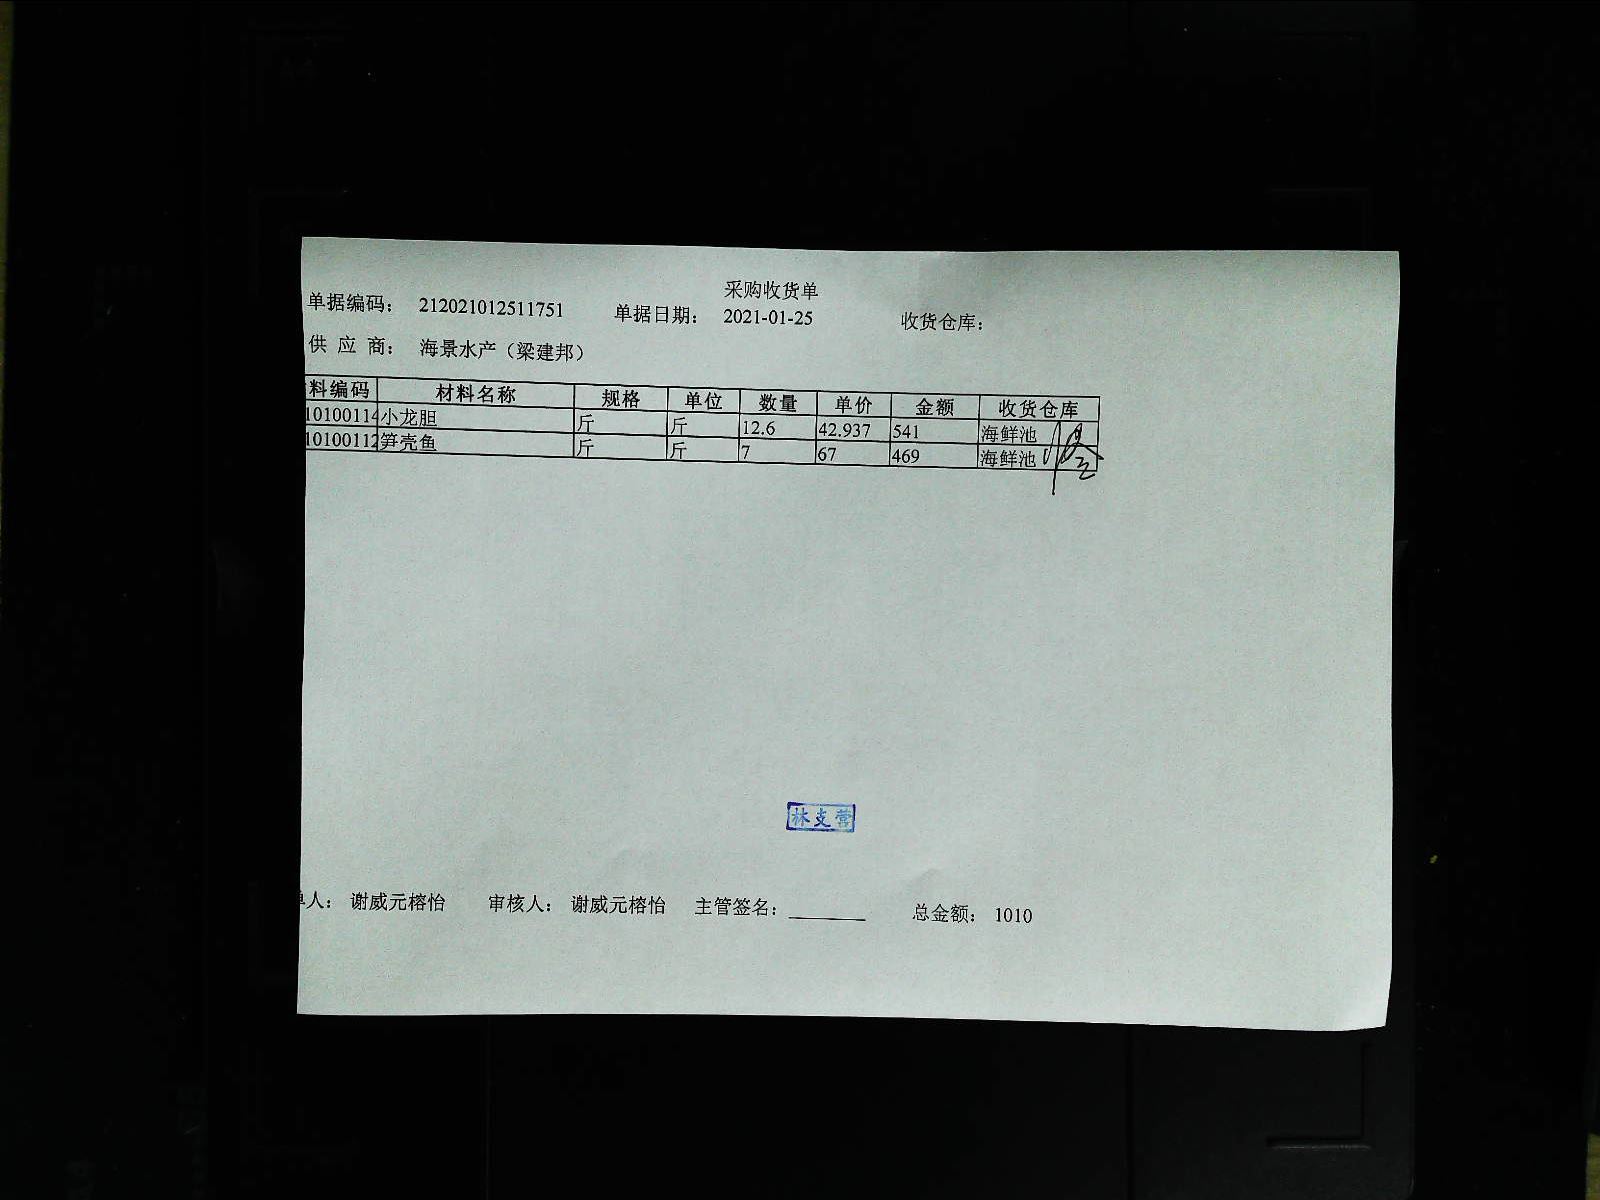 采购收货单
单据编码： 212021012511751 单据日期： 2021-01-25 收货仓库：
供 应 商： 海景水产（梁建邦）
料编码 材料名称 规格 单位 数量 单价 金额 收货仓库
10100114 小龙胆 斤 斤 12.6 42.937 541 海鲜池
10100112 笋壳鱼 斤 斤 7 67 469 海鲜池
林支营
单人： 谢威元榕怡 审核人： 谢威元榕怡 主管签名： 总金额： 1010